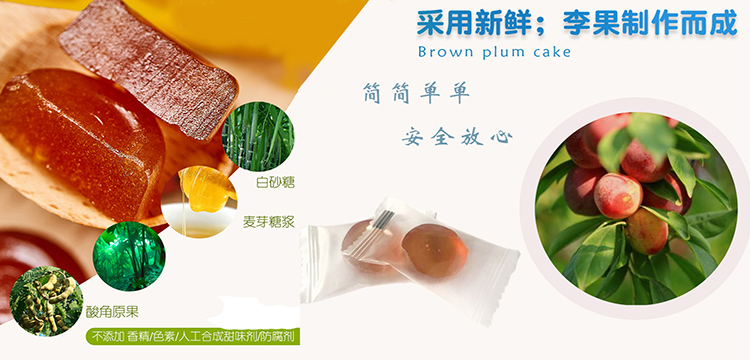 采用新鲜；李果制作而成
Brown plum cake
简简单单
安全放心
白砂糖
麦芽糖浆
酸角原果
不添加 香精/色素/人工合成甜味剂/防腐剂